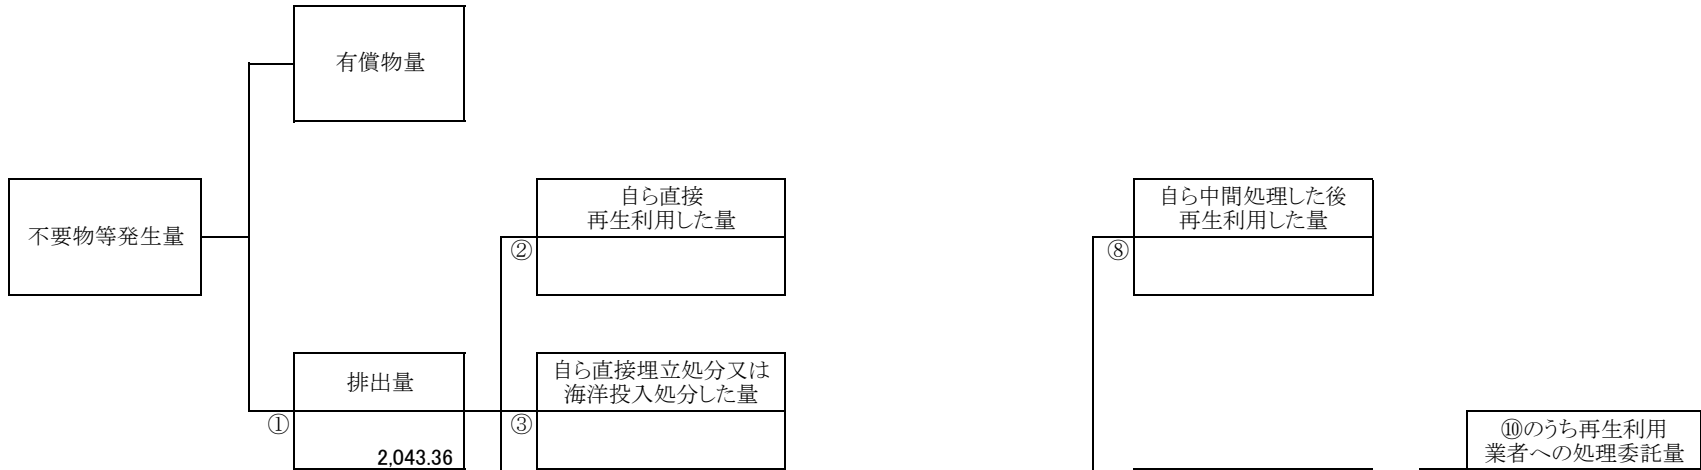 有償物量
不要物等発生量
自ら直接
再生利用した量
②
自ら中間処理した後
再生利用した量
⑧
排出量
①
2,043.36
自ら直接埋立処分又は
海洋投入処分した量
③
⑩のうち再生利用
業者への処理委託量